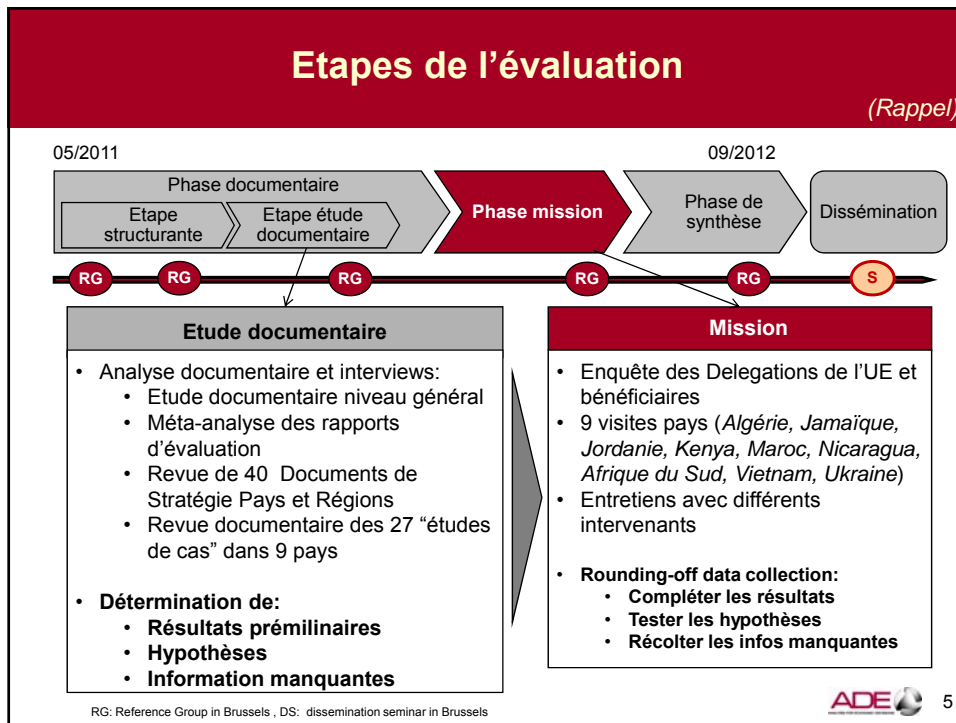 Etapes de l’évaluation
(Rappel)
05/2011
09/2012
Phase documentaire
Etape
structurante
Etape étude
documentaire
Phase mission
Phase de
synthèse
Dissémination
RG
RG
RG
RG
RG
S
Etude documentaire
• Analyse documentaire et interviews:
• Etude documentaire niveau général
• Méta-analyse des rapports
d’évaluation
• Revue de 40 Documents de
Stratégie Pays et Régions
• Revue documentaire des 27 “études
de cas” dans 9 pays
• Détermination de:
• Résultats prémilinaires
• Hypothèses
• Information manquantes
Mission
• Enquête des Delegations de l’UE et
bénéficiaires
• 9 visites pays (Algérie, Jamaïque,
Jordanie, Kenya, Maroc, Nicaragua,
Afrique du Sud, Vietnam, Ukraine)
• Entretiens avec différents
intervenants
• Rounding-off data collection:
• Compléter les résultats
• Tester les hypothèses
• Récolter les infos manquantes
RG: Reference Group in Brussels , DS: dissemination seminar in Brussels
ADE
5